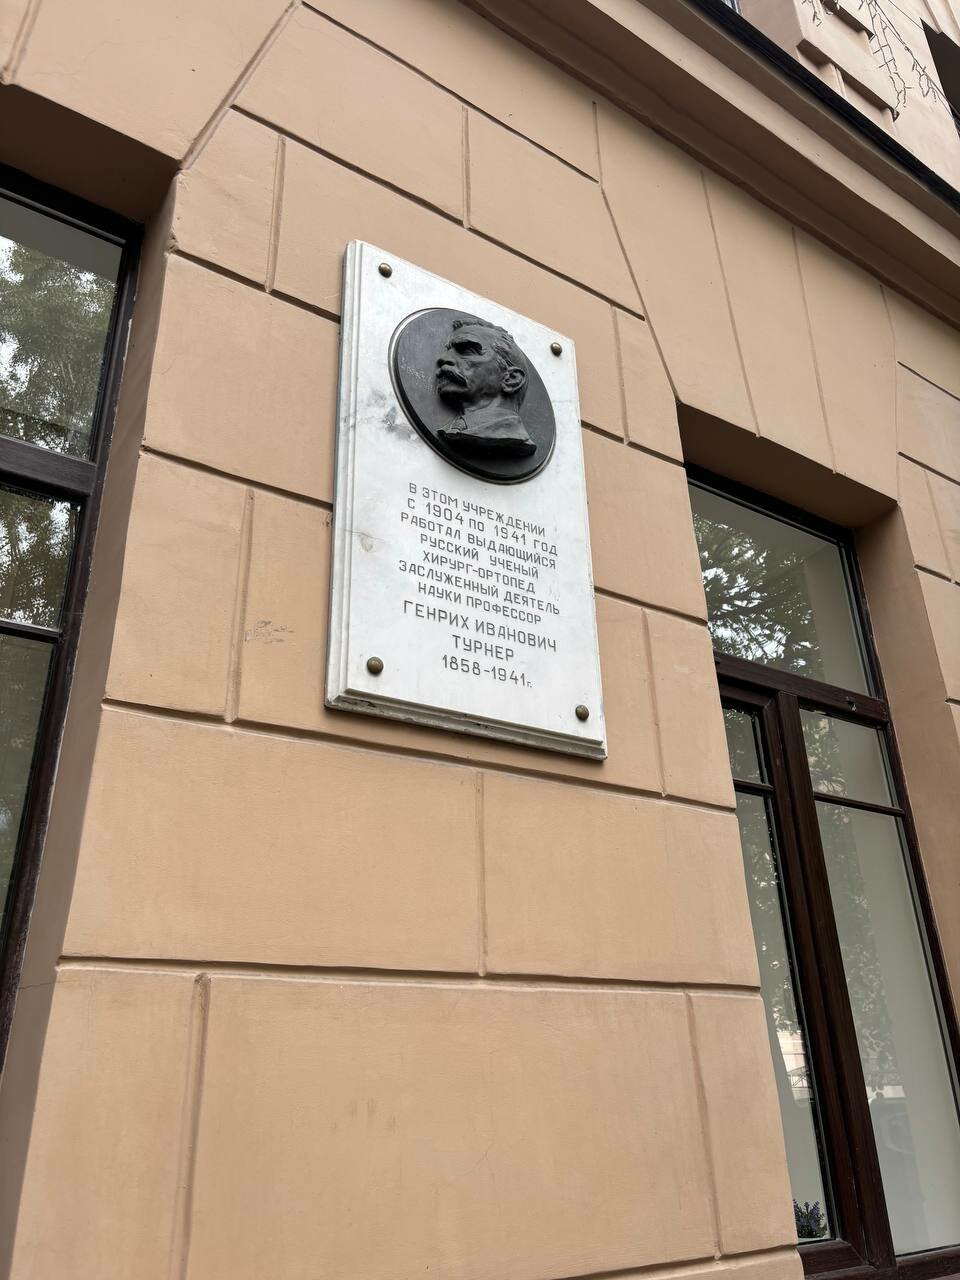 В ЭТОМ УЧРЕЖДЕНИИ
С 1904 ПО 1941 ГОД
РАБОТАЛ ВЫДАЮЩИЙСЯ
РУССКИЙ УЧЕНЫЙ
ХИРУРГ-ОРТОПЕД
ЗАСЛУЖЕННЫЙ ДЕЯТЕЛЬ
НАУКИ ПРОФЕССОР
ГЕНРИХ ИВАНОВИЧ
ТУРНЕР
1858-1941г.